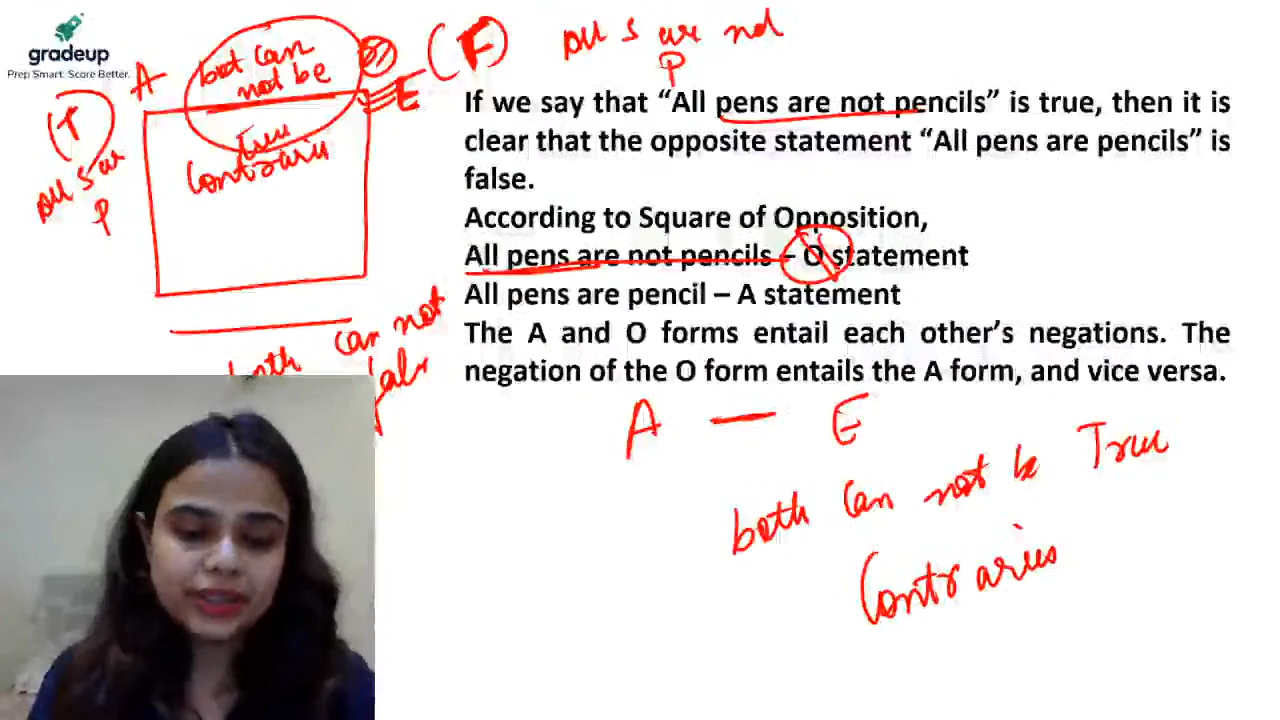 gradeup
Prep Smart. Score Better.
A
bot can
not be
True
Contrary
E
(F)
All S are not
P
(T)
All S are
P
both can not
fals
If we say that “All pens are not pencils” is true, then it is
clear that the opposite statement “All pens are pencils” is
false.
According to Square of Opposition,
All pens are not pencils – O statement
All pens are pencil – A statement
The A and O forms entail each other’s negations. The
negation of the O form entails the A form, and vice versa.
A — E
both can not be True
Contraries